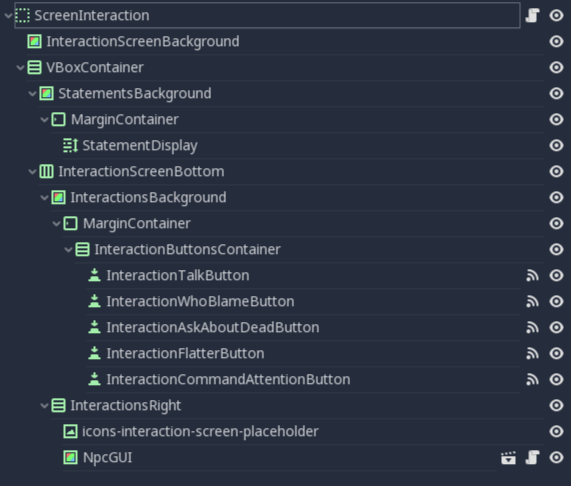 ScreenInteraction
InteractionScreenBackground
VBoxContainer
StatementsBackground
MarginContainer
StatementDisplay
InteractionScreenBottom
InteractionsBackground
MarginContainer
InteractionButtonsContainer
InteractionTalkButton
InteractionWhoBlameButton
InteractionAskAboutDeadButton
InteractionFlatterButton
InteractionCommandAttentionButton
InteractionsRight
icons-interaction-screen-placeholder
NpcGUI